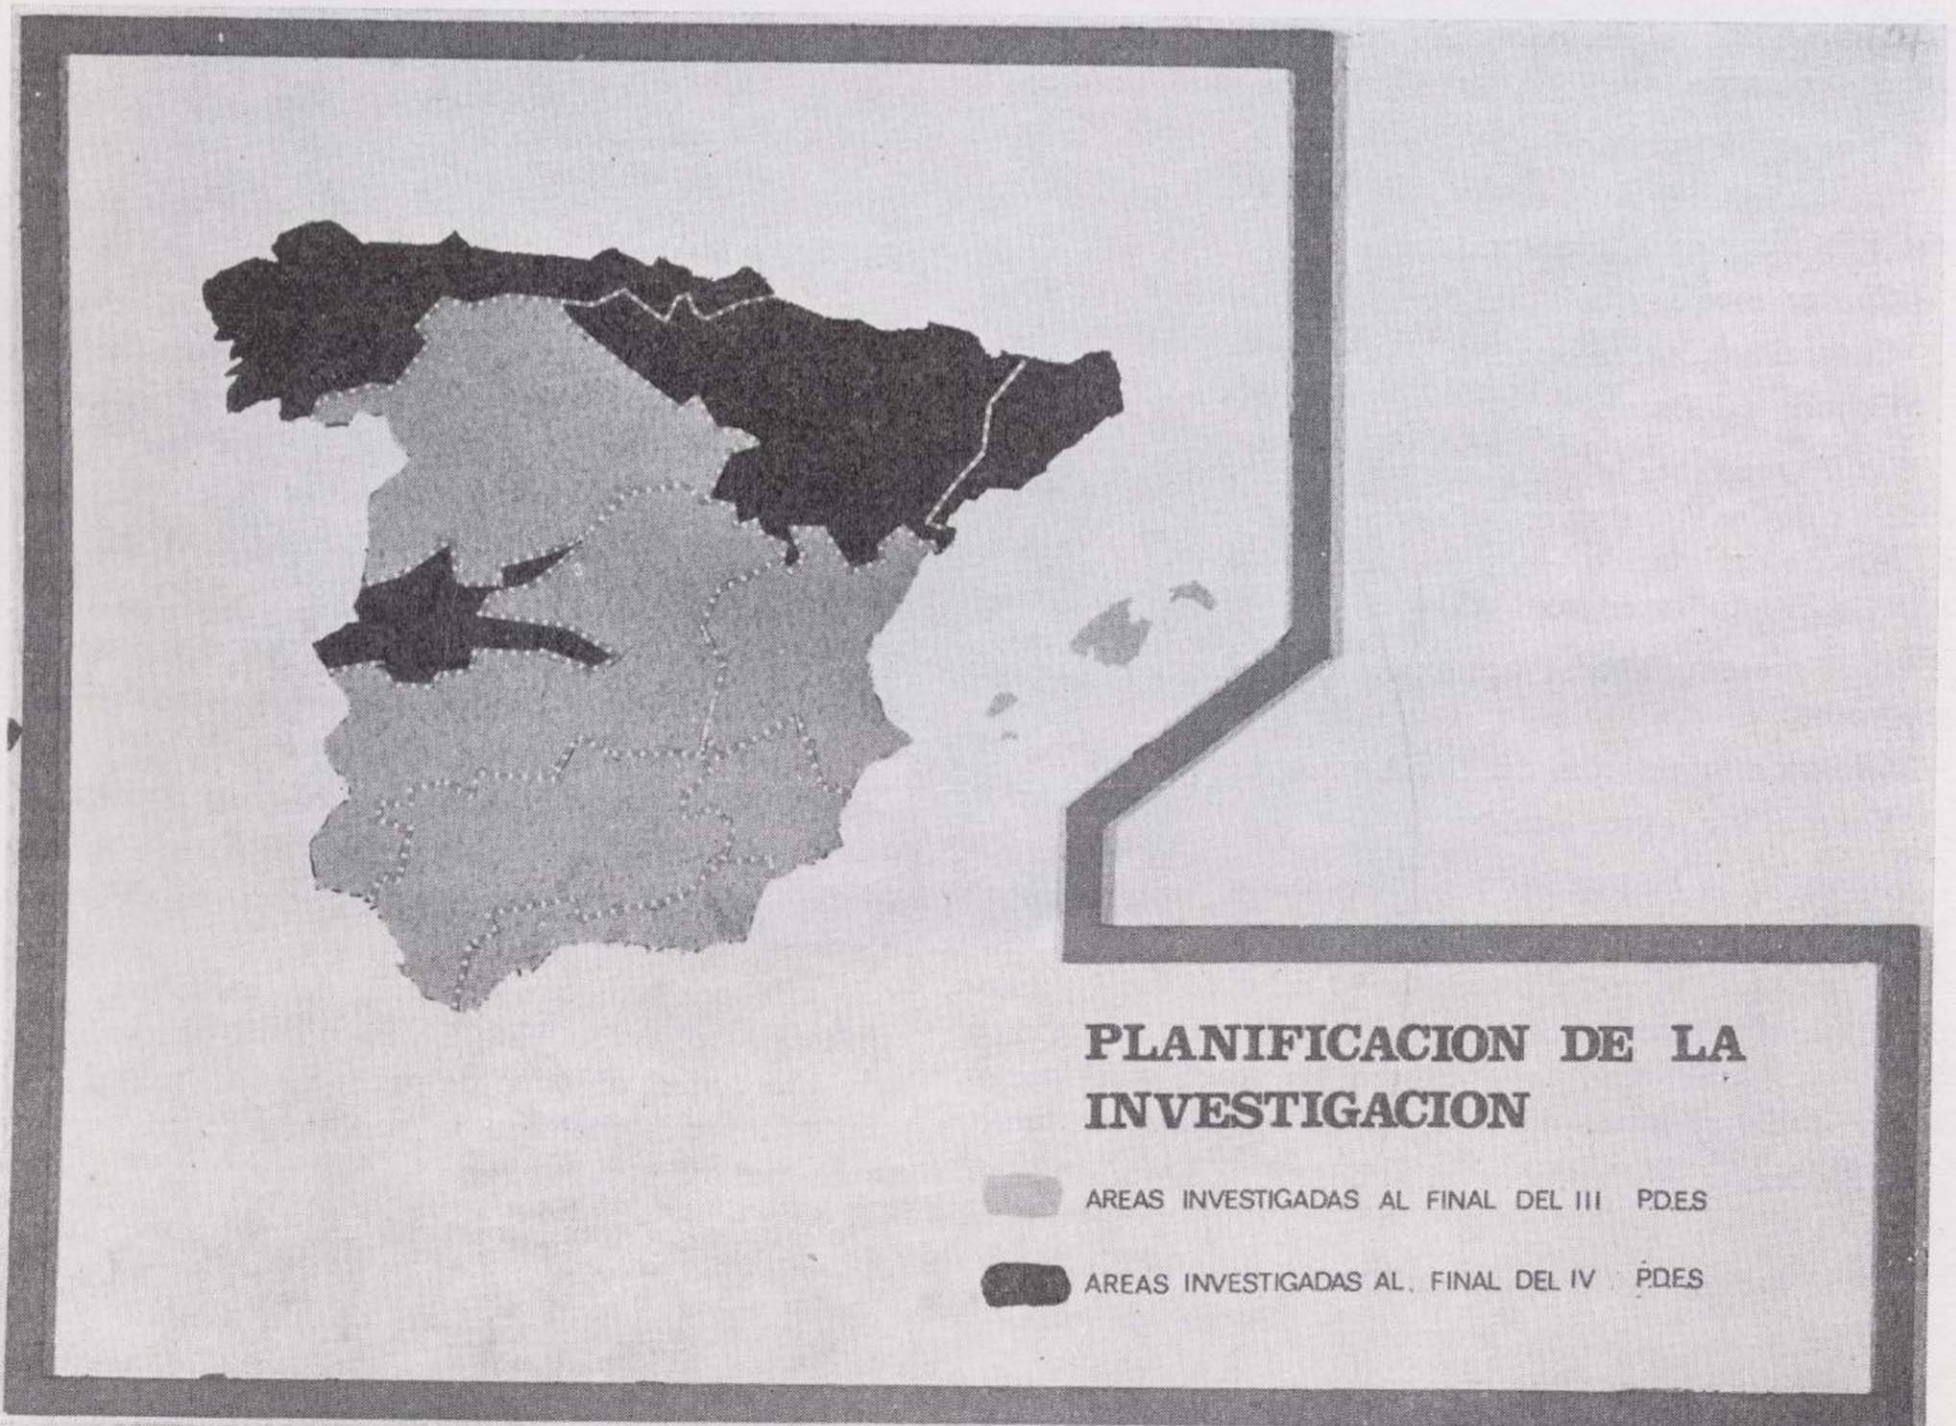 PLANIFICACION DE LA
INVESTIGACION
AREAS INVESTIGADAS AL FINAL DEL III P.D.E.S
AREAS INVESTIGADAS AL. FINAL DEL IV P.D.E.S